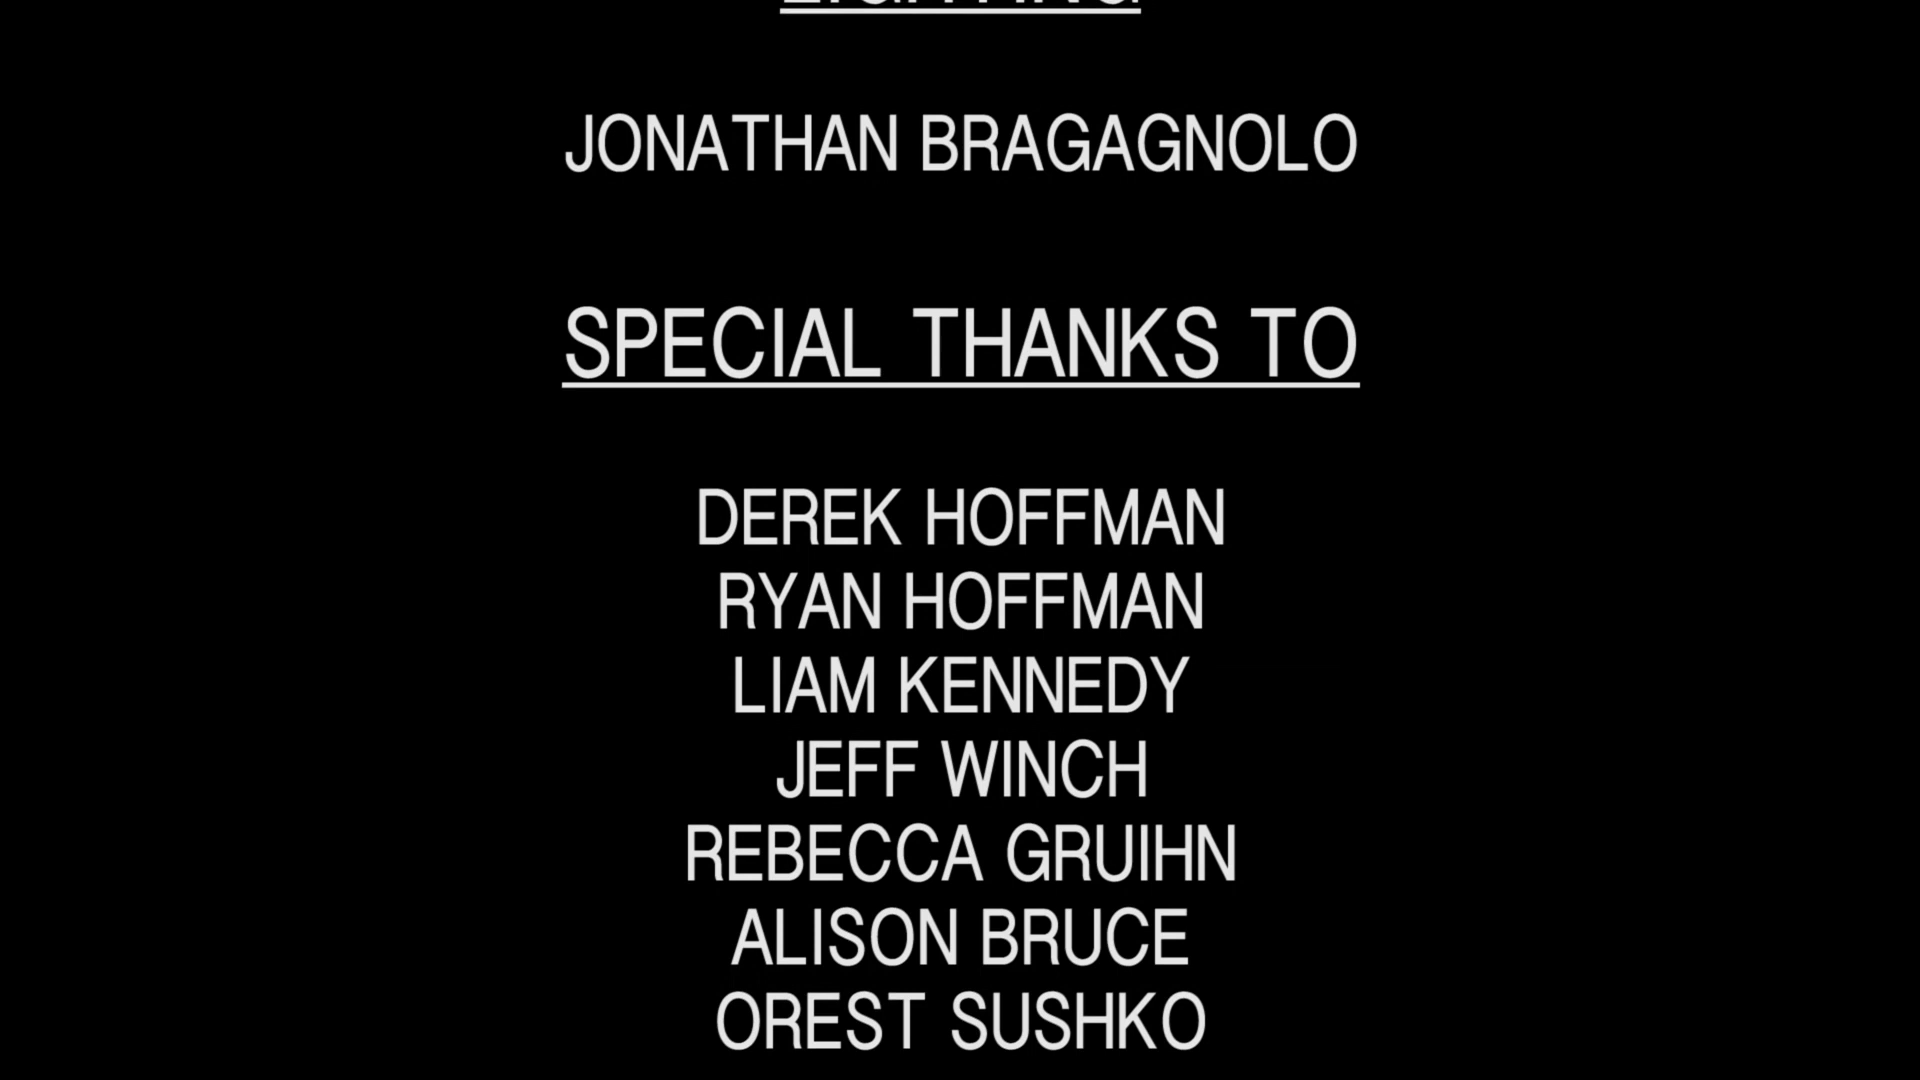 LIGHTING
JONATHAN BRAGAGNOLO
SPECIAL THANKS TO
DEREK HOFFMAN
RYAN HOFFMAN
LIAM KENNEDY
JEFF WINCH
REBECCA GRUIHN
ALISON BRUCE
OREST SUSHKO